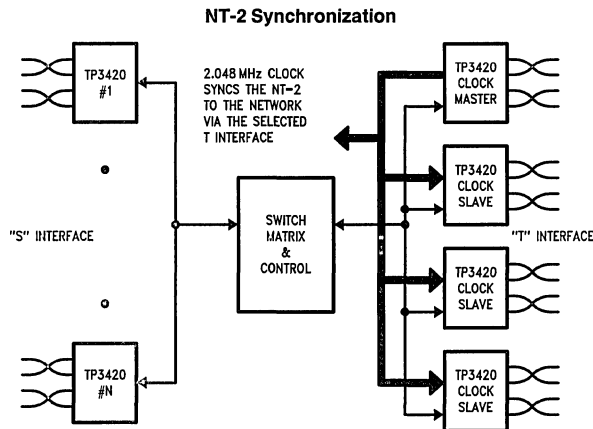 NT-2 Synchronization
TP3420
#1
2.048 MHz CLOCK
SYNCS THE NT-2
TO THE NETWORK
VIA THE SELECTED
T INTERFACE
TP3420
CLOCK
MASTER
TP3420
CLOCK
SLAVE
"S" INTERFACE
SWITCH
MATRIX
&
CONTROL
"T" INTERFACE
TP3420
CLOCK
SLAVE
TP3420
#N
TP3420
CLOCK
SLAVE